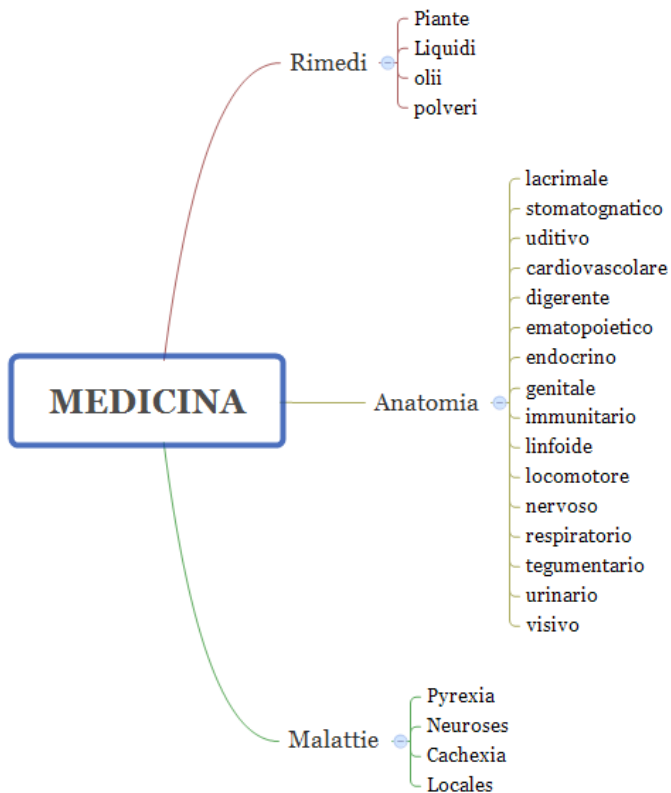 Rimedi
Piante
Liquidi
olii
polveri
MEDICINA
Anatomia
lacrimale
stomatognatico
uditivo
cardiovascolare
digerente
ematopoietico
endocrino
genitale
immunitario
linfoide
locomotore
nervoso
respiratorio
tegumentario
urinario
visivo
Malattie
Pyrexia
Neuroses
Cachexia
Locales